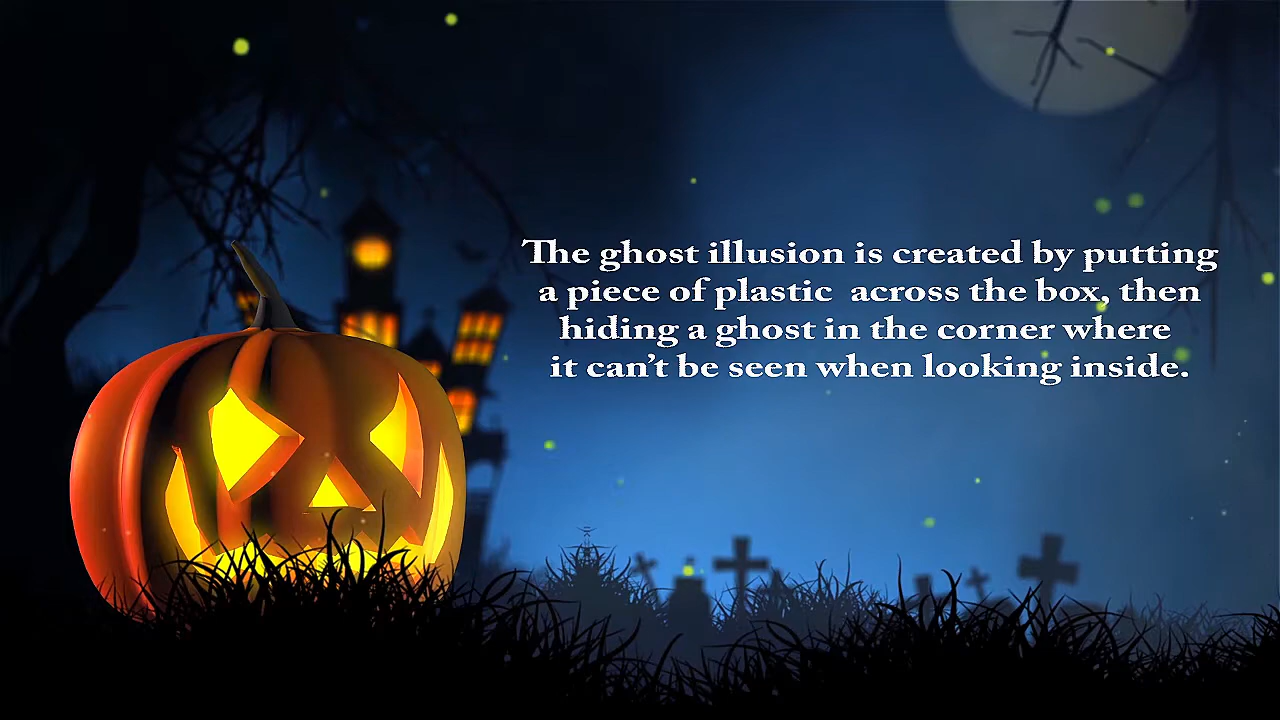 The ghost illusion is created by putting
a piece of plastic  across the box, then
hiding a ghost in the corner where
it can’t be seen when looking inside.